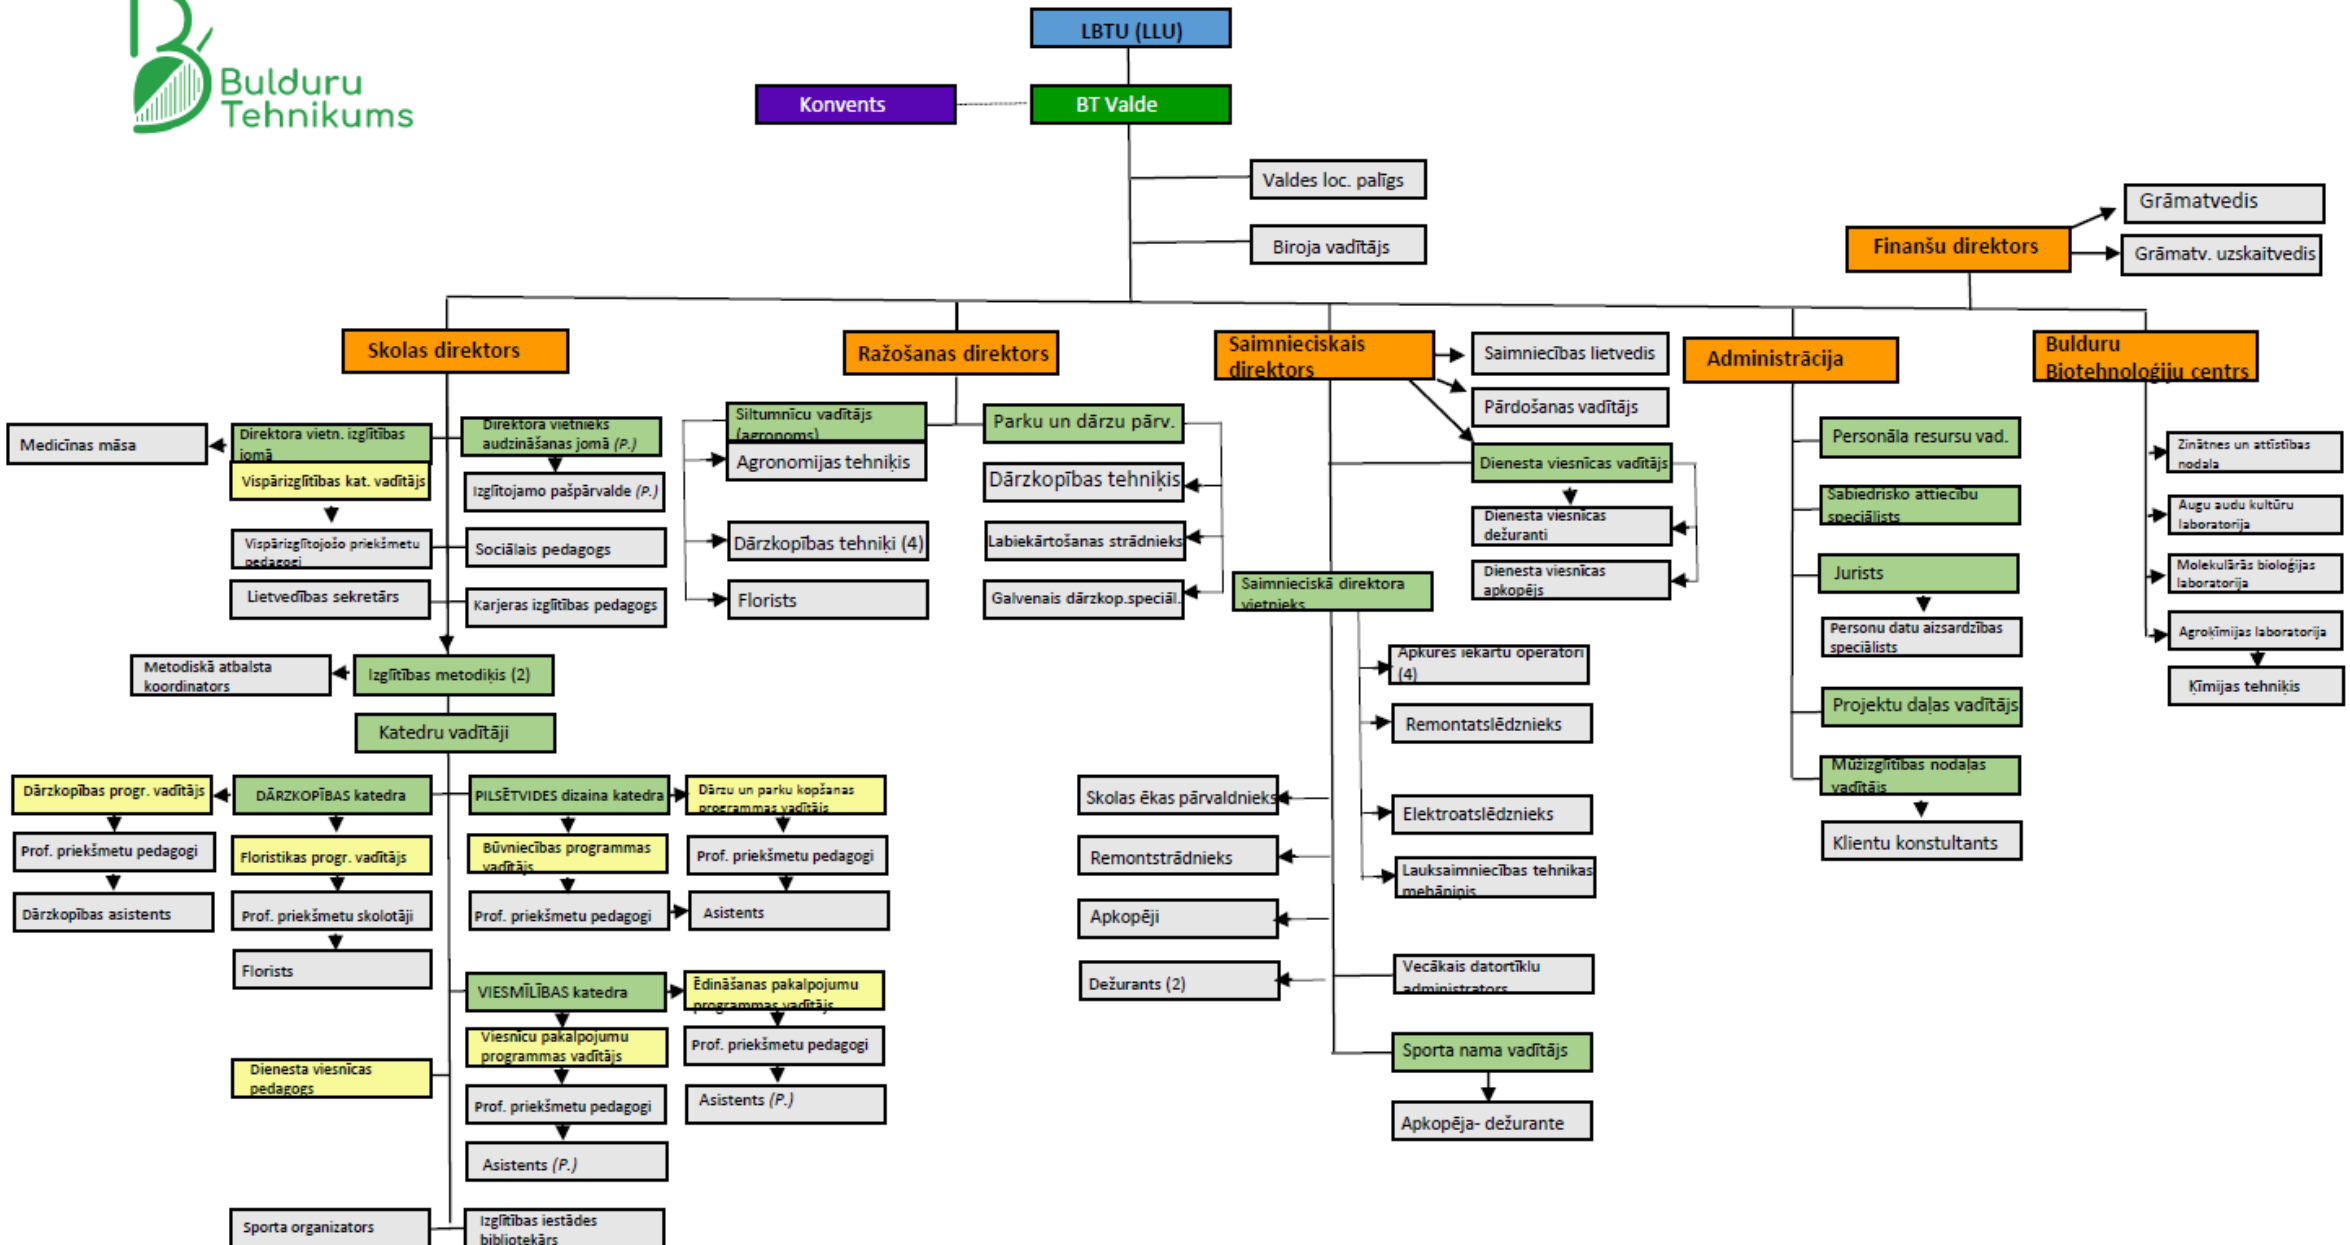 Bulduru
Tehnikums
LBTU (LLU)
Konvents
BT Valde
Valdes loc. palīgs
Biroja vadītājs
Grāmatvedis
Finanšu direktors
Grāmatv. uzskaitvedis
Skolas direktors
Ražošanas direktors
Saimnieciskais
direktors
Saimniecības lietvedis
Pārdošanas vadītājs
Administrācija
Bulduru
Biotehnoloģiju centrs
Medicīnas māsa
Direktora vietn. izglītības
jomā
Vispārizglītības kat. vadītājs
Vispārizglītojošo priekšmetu
pedagogi
Lietvedības sekretārs
Direktora vietnieks
audzināšanas jomā (P.)
Izglītojamo pašpārvalde (P.)
Sociālais pedagogs
Karjeras izglītības pedagogs
Siltumnīcu vadītājs
(agronoms)
Agronomijas tehniķis
Dārzkopības tehniķi (4)
Florists
Parku un dārzu pārv.
Dārzkopības tehniķis
Labiekārtošanas strādnieks
Galvenais dārzkop.speciāl.
Dienesta viesnīcas vadītājs
Dienesta viesnīcas
dežuranti
Dienesta viesnīcas
apkopējs
Saimnieciskā direktora
vietnieks
Apkures iekārtu operatori
(4)
Remontatslēdznieks
Elektroatslēdznieks
Lauksaimniecības tehnikas
Skolas ēkas pārvaldnieks
Remontstrādnieks
Apkopēji
Dežurants (2)
Vecākais datortīklu
administrators
Sporta nama vadītājs
Apkopēja- dežurante
Personāla resursu vad.
Sabiedrisko attiecību
speciālists
Jurists
Personu datu aizsardzības
speciālists
Projektu daļas vadītājs
Mūžizglītības nodaļas
vadītājs
Klientu konstultants
Zinātnes un attīstības
nodaļa
Augu audu kultūru
laboratorija
Molekulārās bioloģijas
laboratorija
Agroķīmijas laboratorija
Ķīmijas tehniķis
Metodiskā atbalsta
koordinators
Izglītības metodiķis (2)
Katedru vadītāji
Dārzkopības progr. vadītājs
Prof. priekšmetu pedagogi
Dārzkopības asistents
DĀRZKOPĪBAS katedra
Floristikas progr. vadītājs
Prof. priekšmetu skolotāji
Florists
PILSĒTVIDES dizaina katedra
Būvniecības programmas
vadītājs
Prof. priekšmetu pedagogi
Dārzu un parku kopšanas
programmas vadītājs
Prof. priekšmetu pedagogi
Asistents
VIESMĪLĪBAS katedra
Viesnīcu pakalpojumu
programmas vadītājs
Prof. priekšmetu pedagogi
Asistents (P.)
Ēdināšanas pakalpojumu
programmas vadītājs
Prof. priekšmetu pedagogi
Asistents (P.)
Dienesta viesnīcas
pedagogs
Sporta organizators
Izglītības iestādes
bibliotekārs